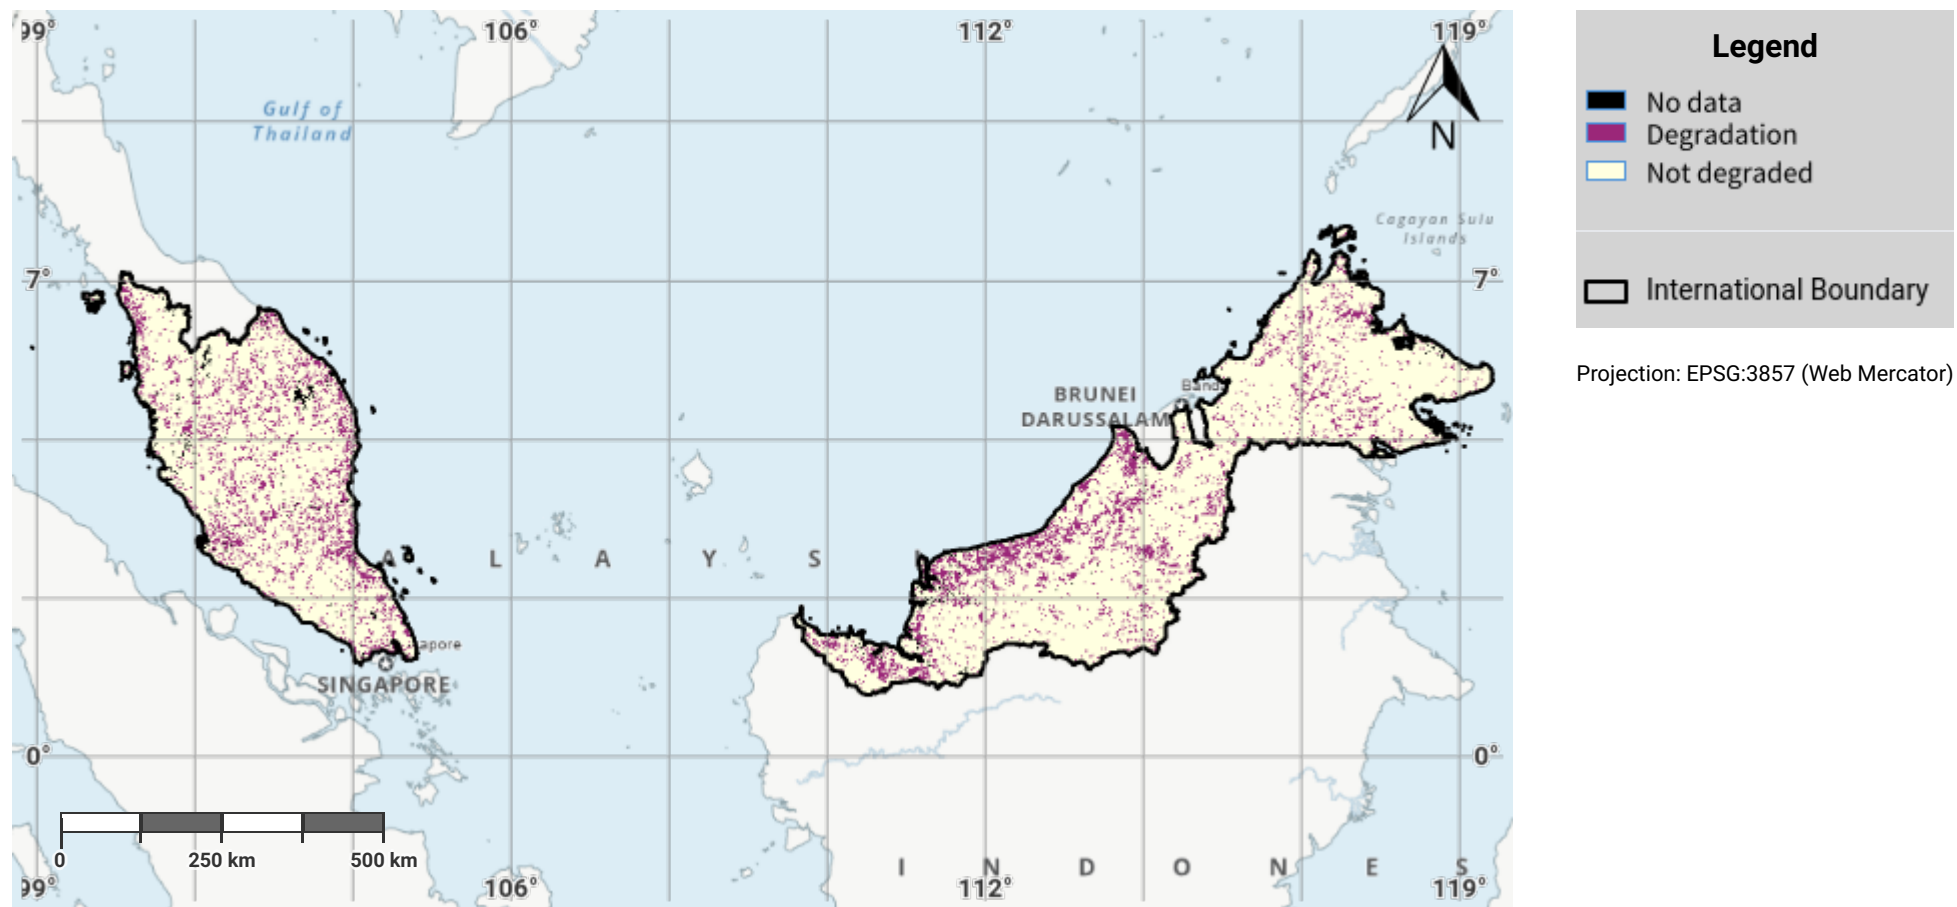 99°
106°
112°
119°
Gulf of
Thailand
N
Cagayan Sulu
Islands
7°
7°
BRUNEI
DARUSSALAM
A L A Y S
apore
SINGAPORE
0°
0°
0
250 km
500 km
I N D O N E S
99°
106°
112°
119°
Legend
No data
Degradation
Not degraded
International Boundary
Projection: EPSG:3857 (Web Mercator)